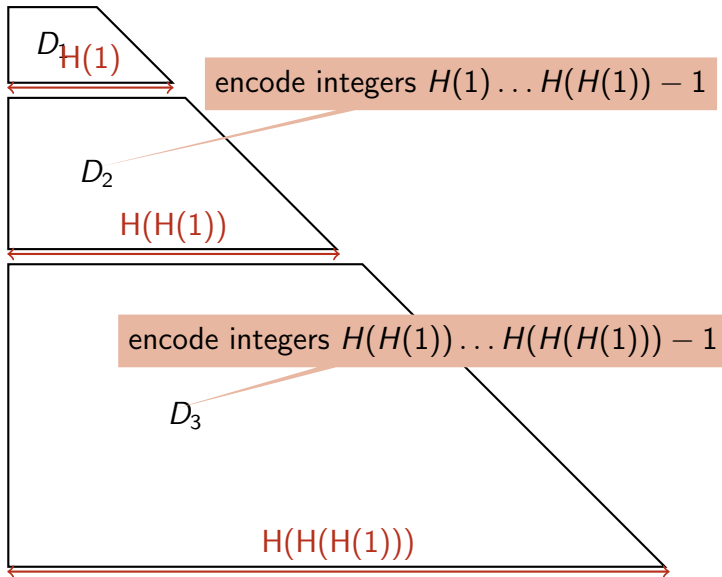 D₁
H(1)
encode integers H(1) … H(H(1)) − 1
D₂
H(H(1))
encode integers H(H(1)) … H(H(H(1))) − 1
D₃
H(H(H(1)))